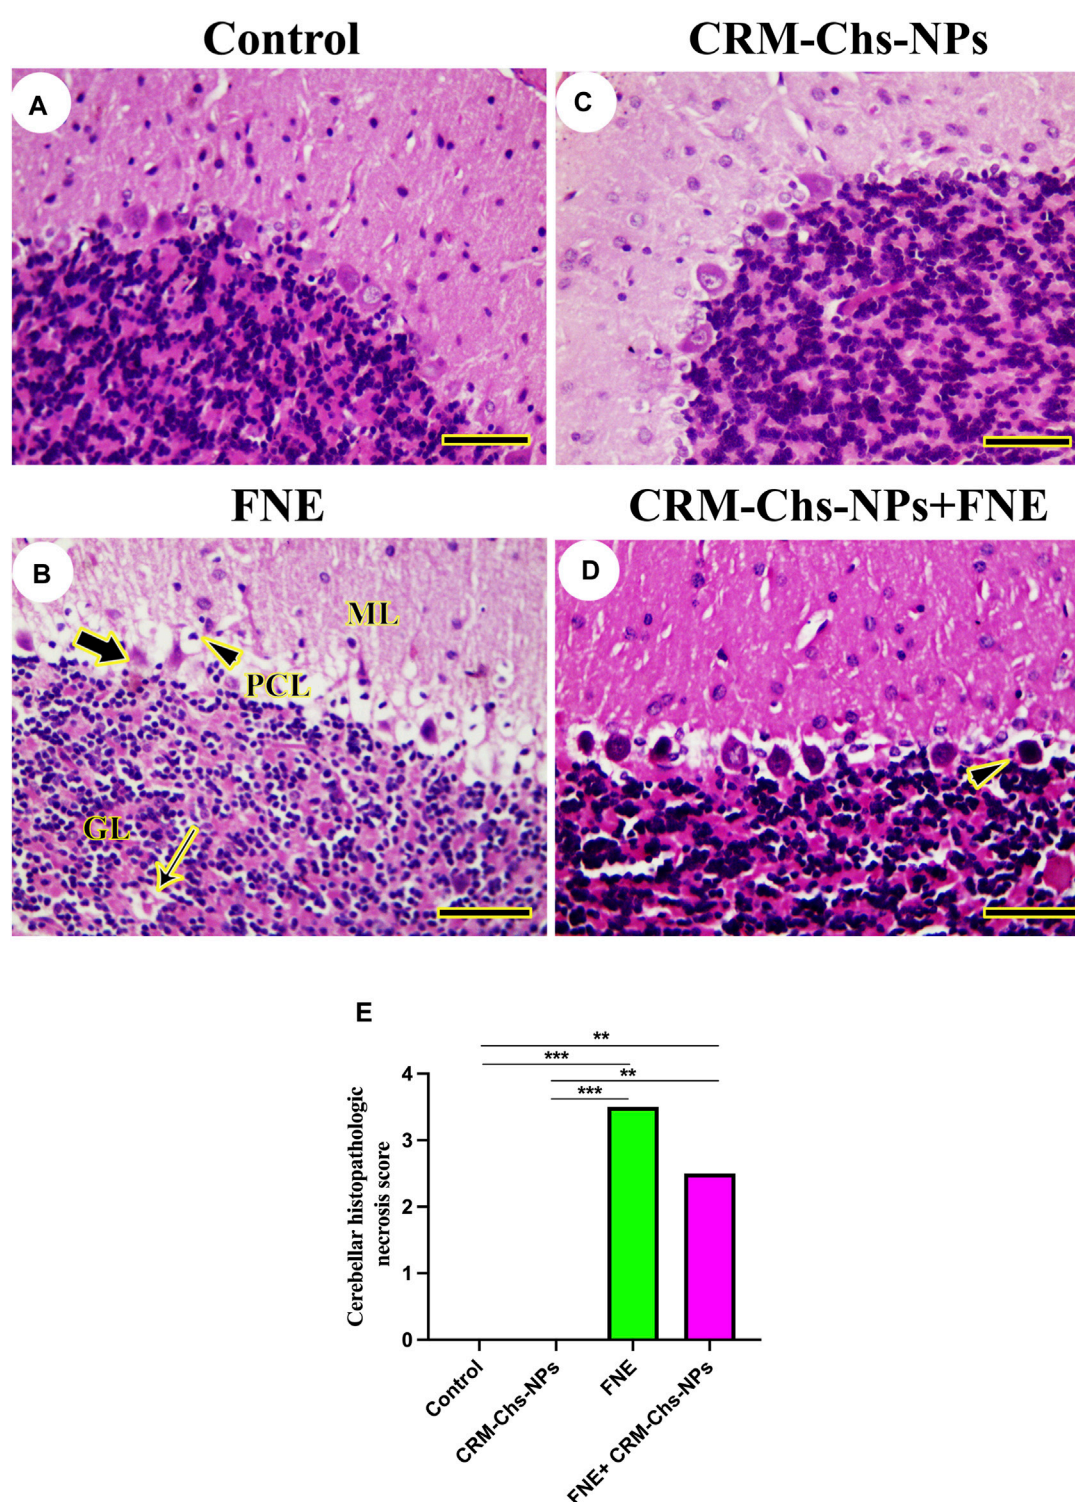 Control
CRM-Chs-NPs
A
C
FNE
CRM-Chs-NPs+FNE
B
D
ML
PCL
GL
E
**
***
**
***
Cerebellar histopathologic
necrosis score
4
3
2
1
0
Control
CRM-Chs-NPs
FNE
FNE+ CRM-Chs-NPs